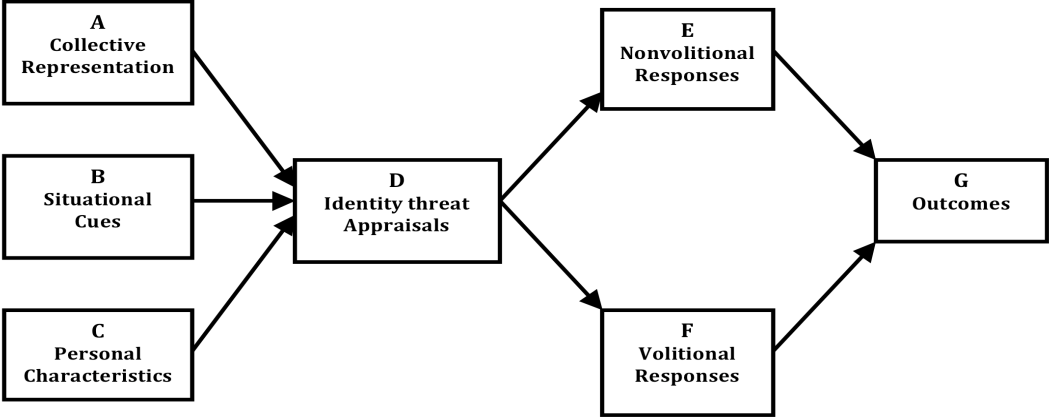 A
Collective
Representation
B
Situational
Cues
C
Personal
Characteristics
D
Identity threat
Appraisals
E
Nonvolitional
Responses
F
Volitional
Responses
G
Outcomes